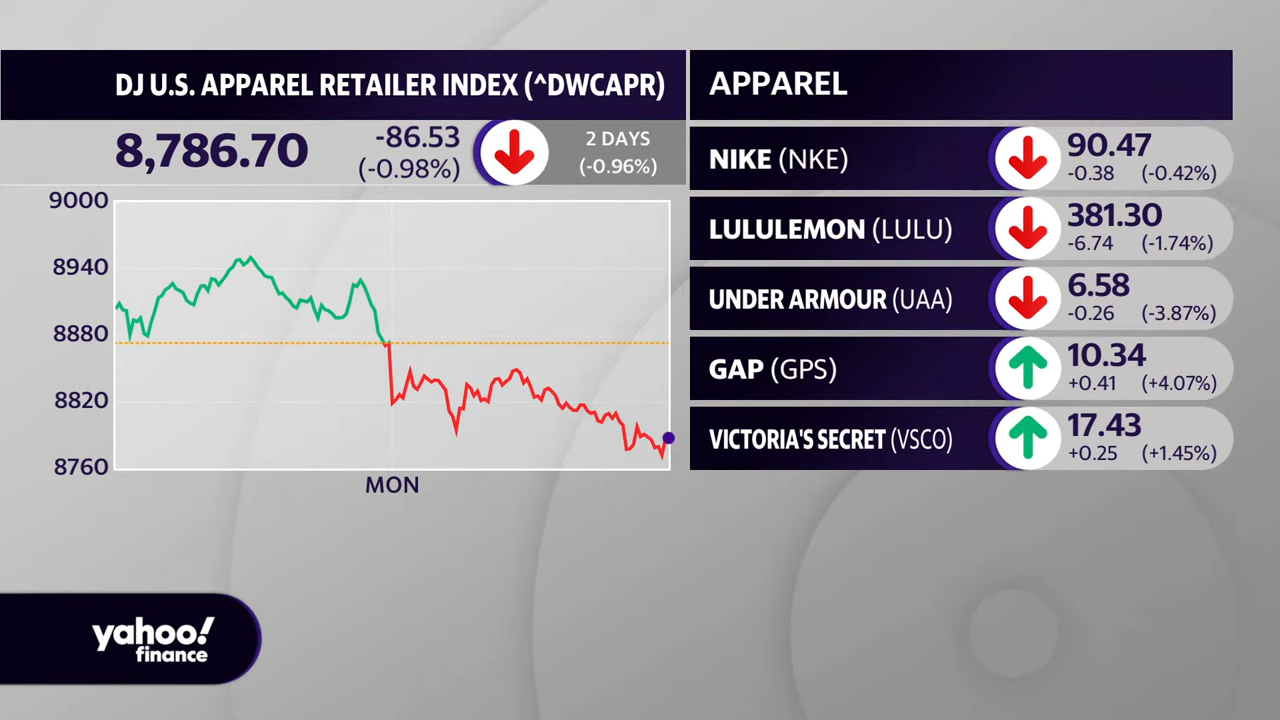 DJ U.S. APPAREL RETAILER INDEX (^DWCAPR)
8,786.70
-86.53
(-0.98%)
2 DAYS
(-0.96%)
9000
8940
8880
8820
8760
MON
APPAREL
NIKE (NKE)
90.47
-0.38 (-0.42%)
LULULEMON (LULU)
381.30
-6.74 (-1.74%)
UNDER ARMOUR (UAA)
6.58
-0.26 (-3.87%)
GAP (GPS)
10.34
+0.41 (+4.07%)
VICTORIA'S SECRET (VSCO)
17.43
+0.25 (+1.45%)
yahoo!
finance